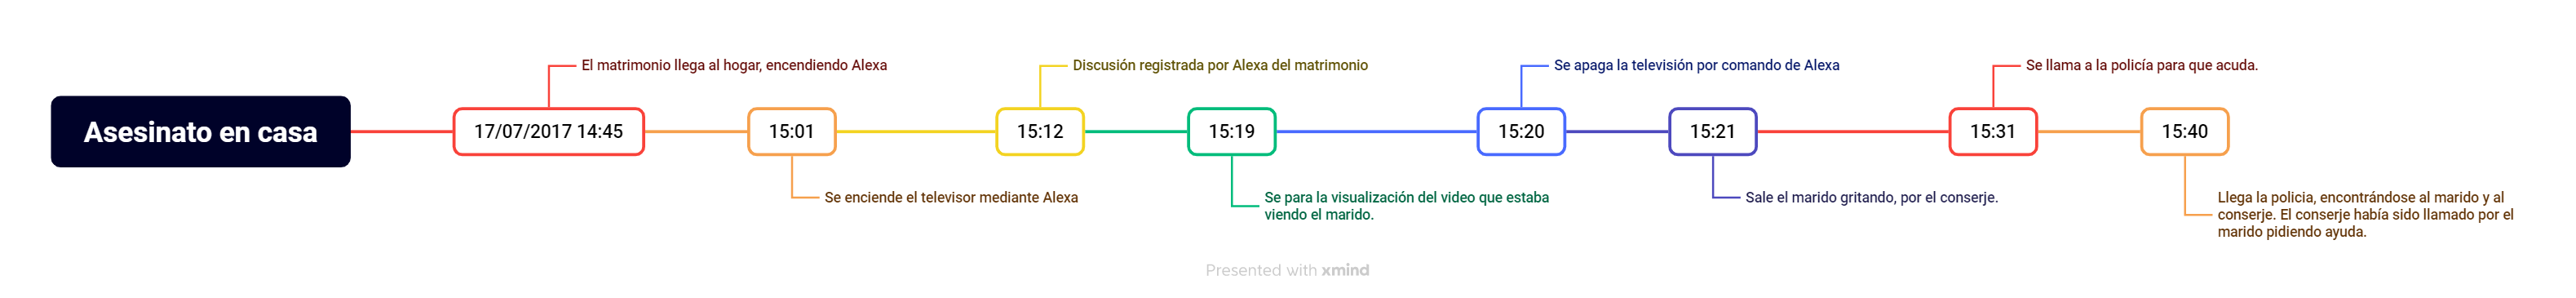 Asesinato en casa
17/07/2017 14:45
El matrimonio llega al hogar, encendiendo Alexa
15:01
Se enciende el televisor mediante Alexa
15:12
Discusión registrada por Alexa del matrimonio
15:19
Se para la visualización del video que estaba
viendo el marido.
15:20
Se apaga la televisión por comando de Alexa
15:21
Sale el marido gritando, por el conserje.
15:31
Se llama a la policía para que acuda.
15:40
Llega la policia, encontrándose al marido y al
conserje. El conserje había sido llamado por el
marido pidiendo ayuda.
Presented with xmind